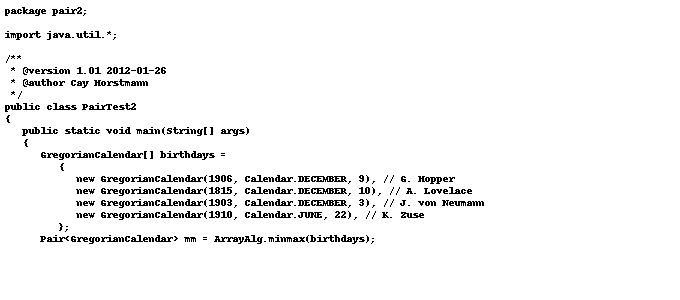 package pair2;

import java.util.*;

/**
 * @version 1.01 2012-01-26
 * @author Cay Horstmann
 */
public class PairTest2
{
   public static void main(String[] args)
   {
      GregorianCalendar[] birthdays =
         {
            new GregorianCalendar(1906, Calendar.DECEMBER, 9), // G. Hopper
            new GregorianCalendar(1815, Calendar.DECEMBER, 10), // A. Lovelace
            new GregorianCalendar(1903, Calendar.DECEMBER, 3), // J. von Neumann
            new GregorianCalendar(1910, Calendar.JUNE, 22), // K. Zuse
         };
      Pair<GregorianCalendar> mm = ArrayAlg.minmax(birthdays);